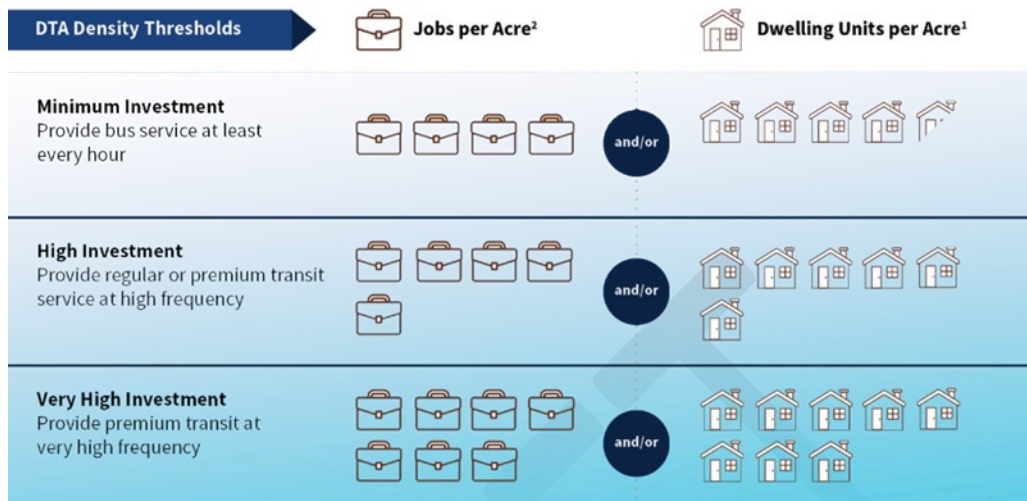 DTA Density Thresholds
Jobs per Acre²
Dwelling Units per Acre¹
Minimum Investment
Provide bus service at least
every hour
and/or
High Investment
Provide regular or premium transit
service at high frequency
and/or
Very High Investment
Provide premium transit at
very high frequency
and/or